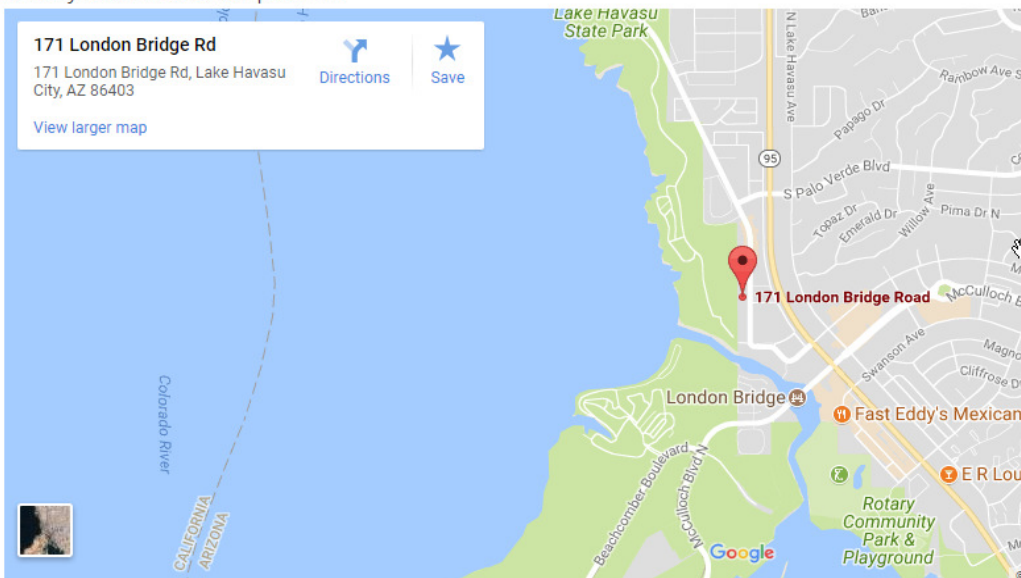 171 London Bridge Rd
171 London Bridge Rd, Lake Havasu
City, AZ 86403
Directions
Save
View larger map
Lake Havasu
State Park
N Lake Havasu Ave
Rainbow Ave S
Papago Dr
95
S Palo Verde Blvd
Topaz Dr
Emerald Dr
Willow Ave
Pima Dr N
171 London Bridge Road
McCulloch B
Swanson Ave
Magno
Cliffrose D
Colorado River
London Bridge
Fast Eddy's Mexican
Beachcomber Boulevard
McCulloch Blvd N
E R Lou
Rotary
Community
Park &
Playground
CALIFORNIA
ARIZONA
Google